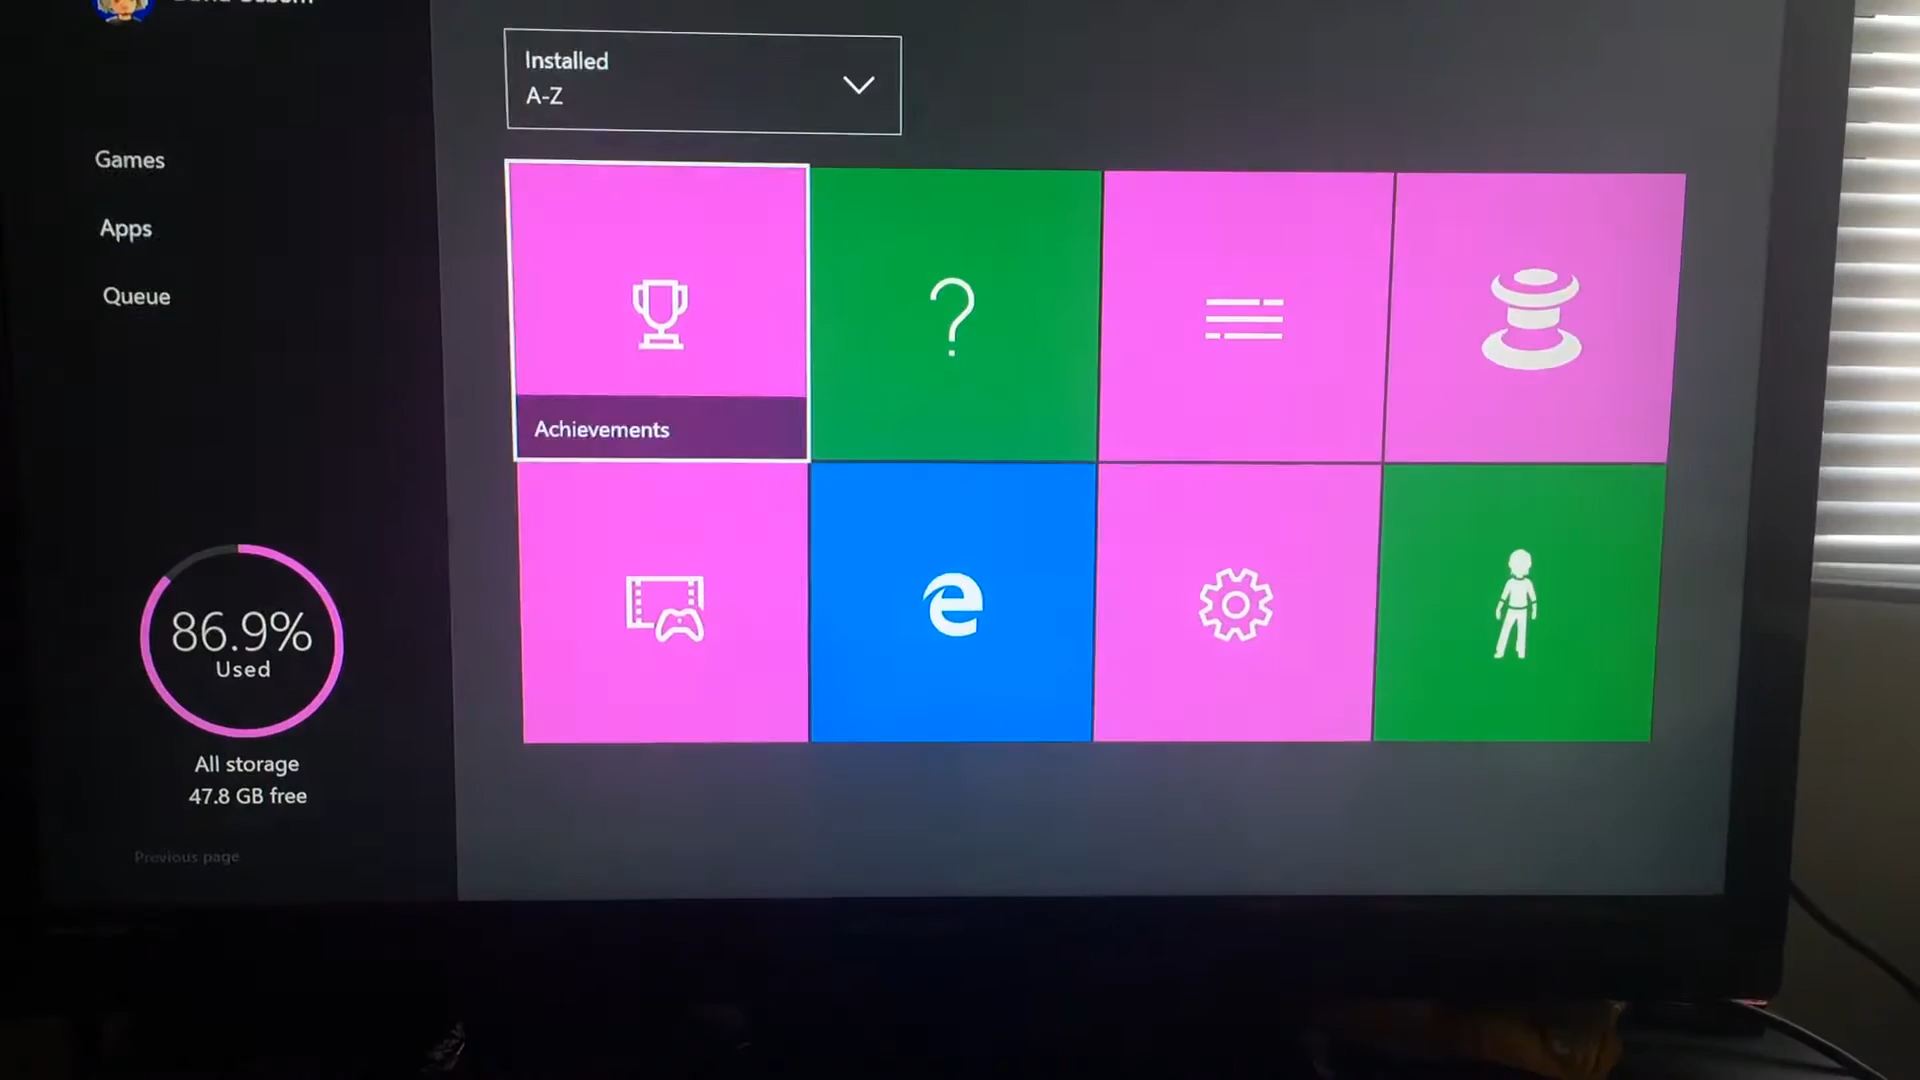 Installed
A-Z
Games
Apps
Queue
Achievements
86.9%
Used
All storage
47.8 GB free
Previous page